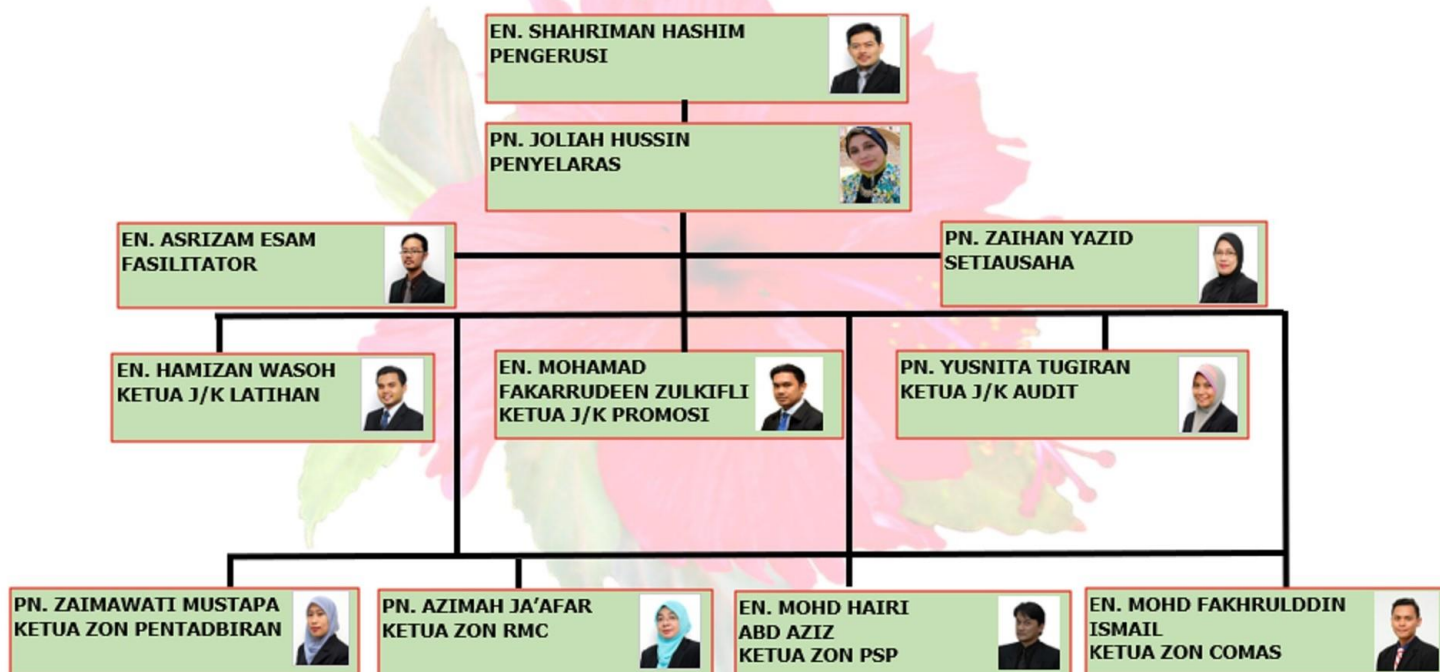 EN. SHAHRIMAN HASHIM
PENGERUSI
PN. JOLIAH HUSSIN
PENYELARAS
EN. ASRIZAM ESAM
FASILITATOR
PN. ZAIHAN YAZID
SETIAUSAHA
EN. HAMIZAN WASOH
KETUA J/K LATIHAN
EN. MOHAMAD
FAKARRUDEEN ZULKIFLI
KETUA J/K PROMOSI
PN. YUSNITA TUGIRAN
KETUA J/K AUDIT
PN. ZAIMAWATI MUSTAPA
KETUA ZON PENTADBIRAN
PN. AZIMAH JA’AFAR
KETUA ZON RMC
EN. MOHD HAIRI
ABD AZIZ
KETUA ZON PSP
EN. MOHD FAKHRULDDIN
ISMAIL
KETUA ZON COMAS